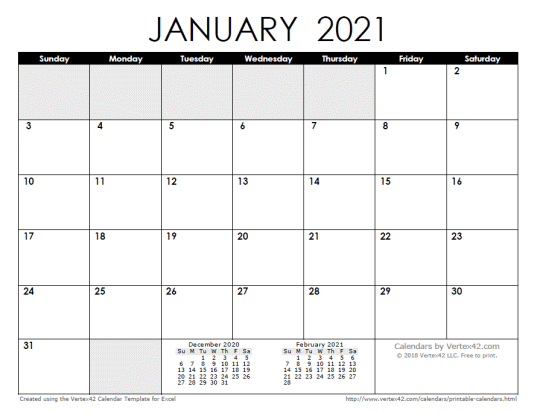 JANUARY 2021
Sunday Monday Tuesday Wednesday Thursday Friday Saturday
1 2
3 4 5 6 7 8 9
10 11 12 13 14 15 16
17 18 19 20 21 22 23
24 25 26 27 28 29 30
31
December 2020
Su M Tu W Th F Sa
1 2 3 4 5
6 7 8 9 10 11 12
13 14 15 16 17 18 19
20 21 22 23 24 25 26
27 28 29 30 31
February 2021
Su M Tu W Th F Sa
1 2 3 4 5 6
7 8 9 10 11 12 13
14 15 16 17 18 19 20
21 22 23 24 25 26 27
28
Calendars by Vertex42.com
© 2018 Vertex42 LLC. Free to print.
Created using the Vertex42 Calendar Template for Excel
http://www.vertex42.com/calendars/printable-calendars.html